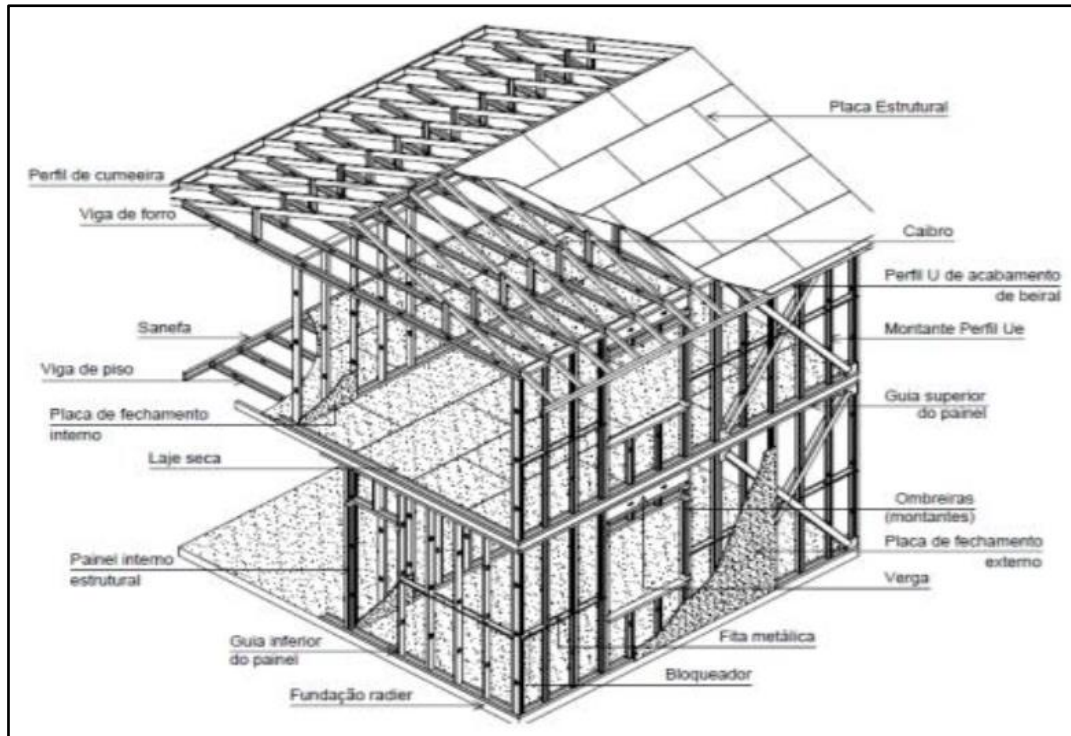 Placa Estrutural
Perfil de cumeeira
Viga de forro
Caibro
Perfil U de acabamento
de beiral
Sanefa
Montante Perfil Ue
Viga de piso
Guia superior
do painel
Placa de fechamento
interno
Laje seca
Ombreiras
(montantes)
Painel interno
estrutural
Placa de fechamento
externo
Verga
Guia inferior
do painel
Fita metálica
Bloqueador
Fundação radier